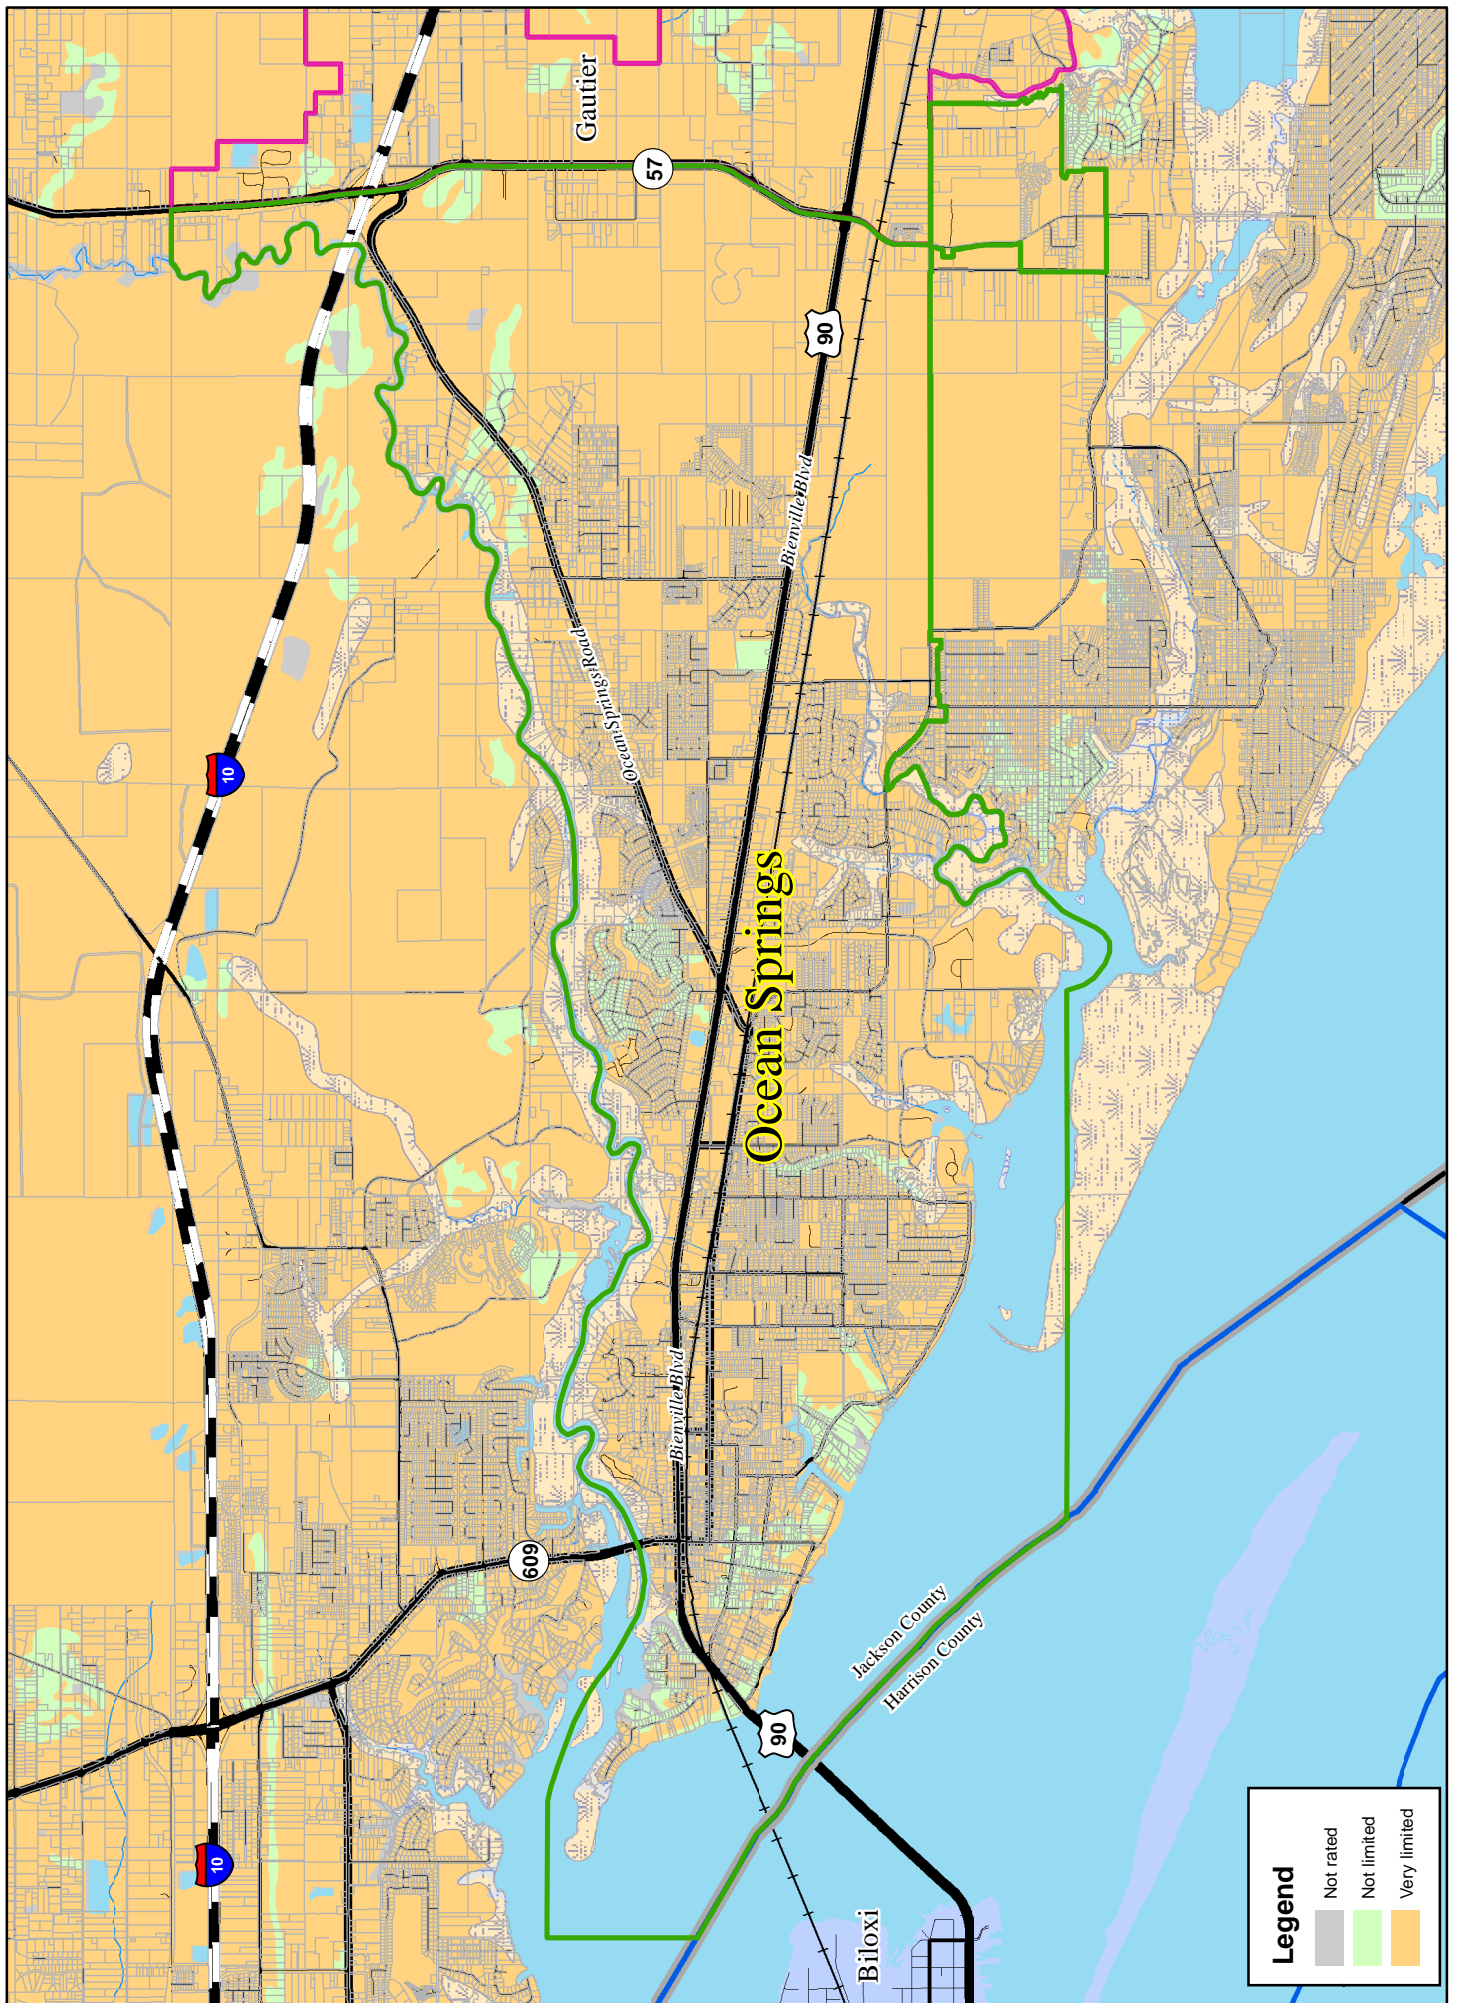 Gautier
57
90
Bienville Blvd
Ocean Springs Road
10
Ocean Springs
Bienville Blvd
609
Jackson County
Harrison County
90
10
Biloxi
Legend
Not rated
Not limited
Very limited